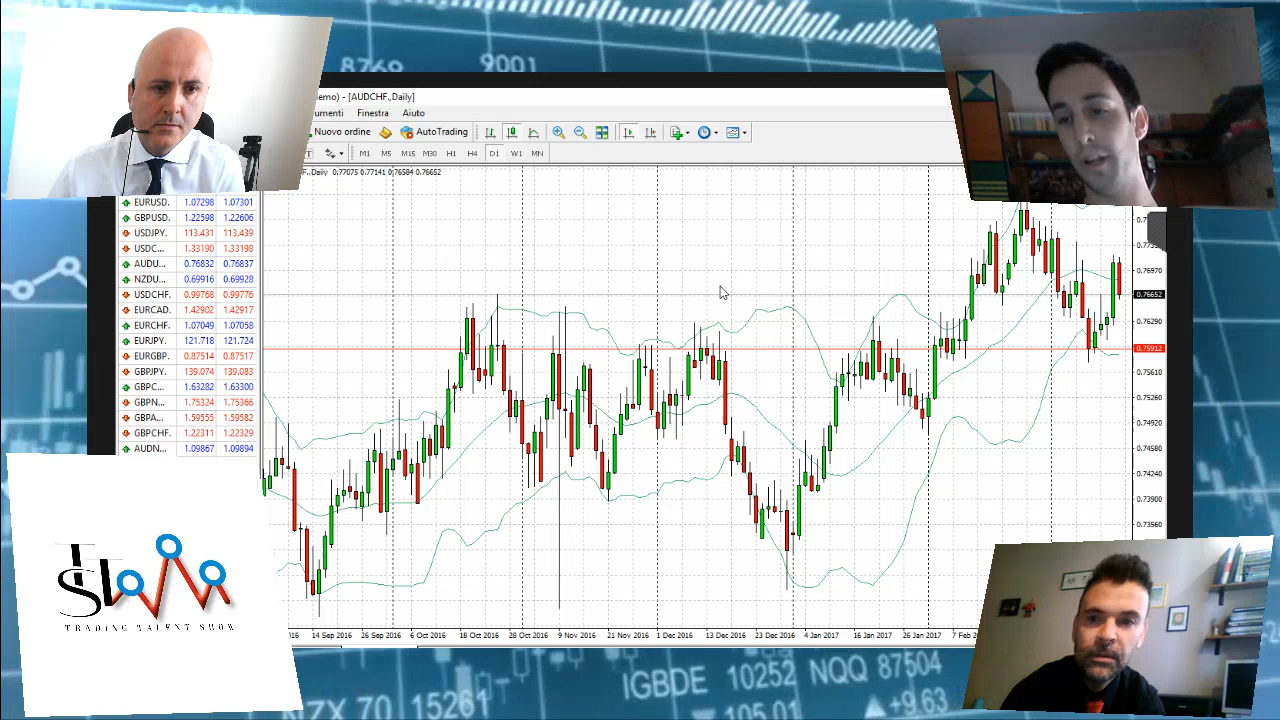 8769 9001
emo) - [AUDCHF.,Daily]
umenti Finestra Aiuto
Nuovo ordine AutoTrading
M1 M5 M15 M30 H1 H4 D1 W1 MN
F.,Daily 0.77075 0.77141 0.76584 0.76652
EURUSD. 1.07298 1.07301
GBPUSD. 1.22598 1.22606
USDJPY. 113.431 113.439
USDC... 1.33190 1.33198
AUDU... 0.76832 0.76837
NZDU... 0.69916 0.69928
USDCHF. 0.99768 0.99776
EURCAD. 1.42902 1.42917
EURCHF. 1.07049 1.07058
EURJPY. 121.718 121.724
EURGBP. 0.87514 0.87517
GBPJPY. 139.074 139.083
GBPC... 1.63282 1.63300
GBPN... 1.75324 1.75366
GBPA... 1.59555 1.59582
GBPCHF. 1.22311 1.22329
AUDN... 1.09867 1.09894
0.76970
0.76652
0.76290
0.75912
0.75610
0.75260
0.74920
0.74580
0.74240
0.73900
0.73560
016 14 Sep 2016 26 Sep 2016 6 Oct 2016 18 Oct 2016 28 Oct 2016 9 Nov 2016 21 Nov 2016 1 Dec 2016 13 Dec 2016 23 Dec 2016 4 Jan 2017 16 Jan 2017 26 Jan 2017 7 Feb 20
TRADING TALENT SHOW
NZX 70 15261 IGBDE 10252 NQQ 87504
105.01 +9.63